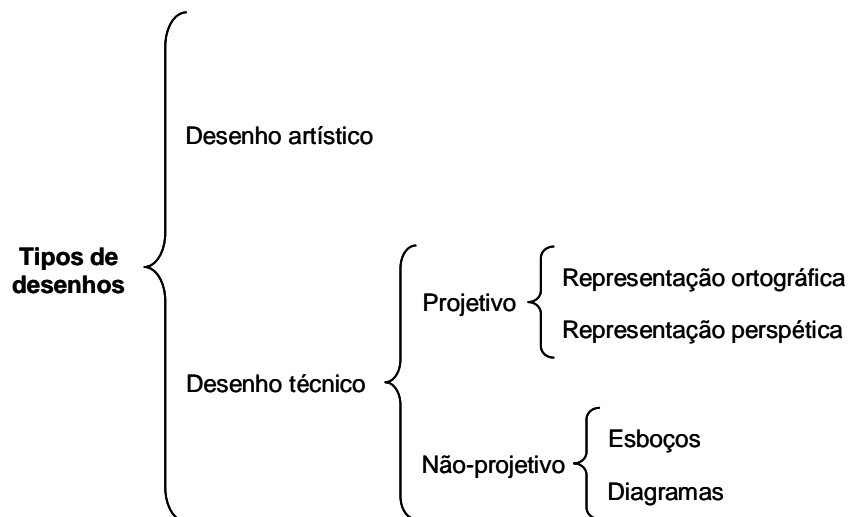 Desenho artístico
Tipos de
desenhos
Desenho técnico
Projetivo
Representação ortográfica
Representação perspética
Não-projetivo
Esboços
Diagramas